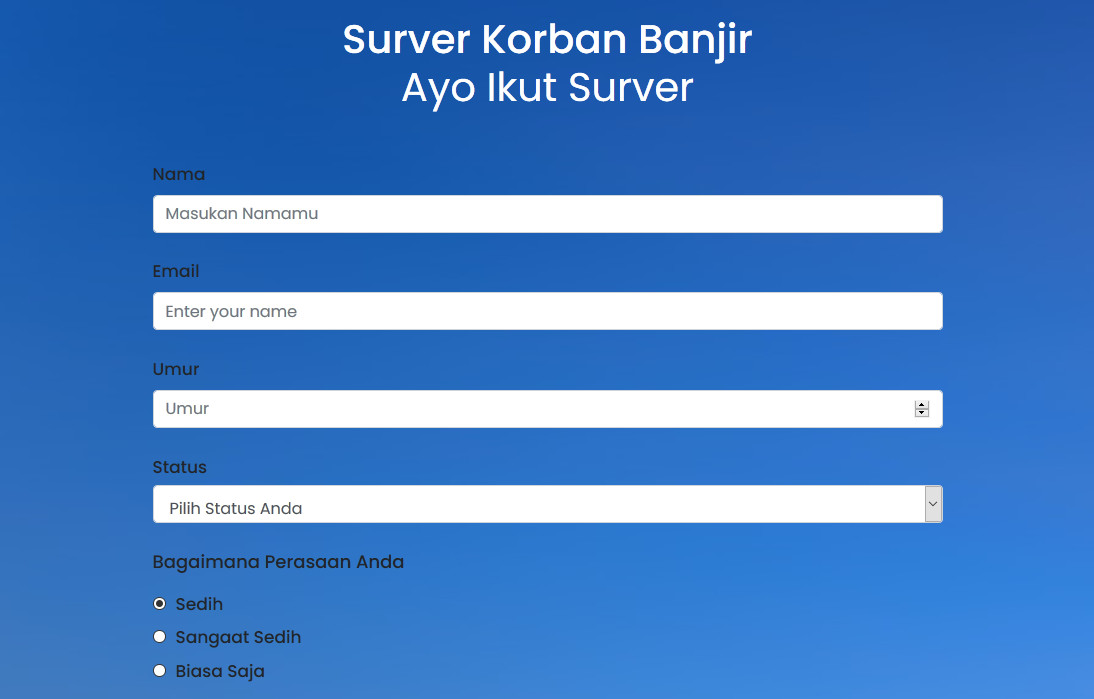 Surver Korban Banjir
Ayo Ikut Surver
Nama
Masukan Namamu
Email
Enter your name
Umur
Umur
Status
Pilih Status Anda
Bagaimana Perasaan Anda
Sedih
Sangaat Sedih
Biasa Saja